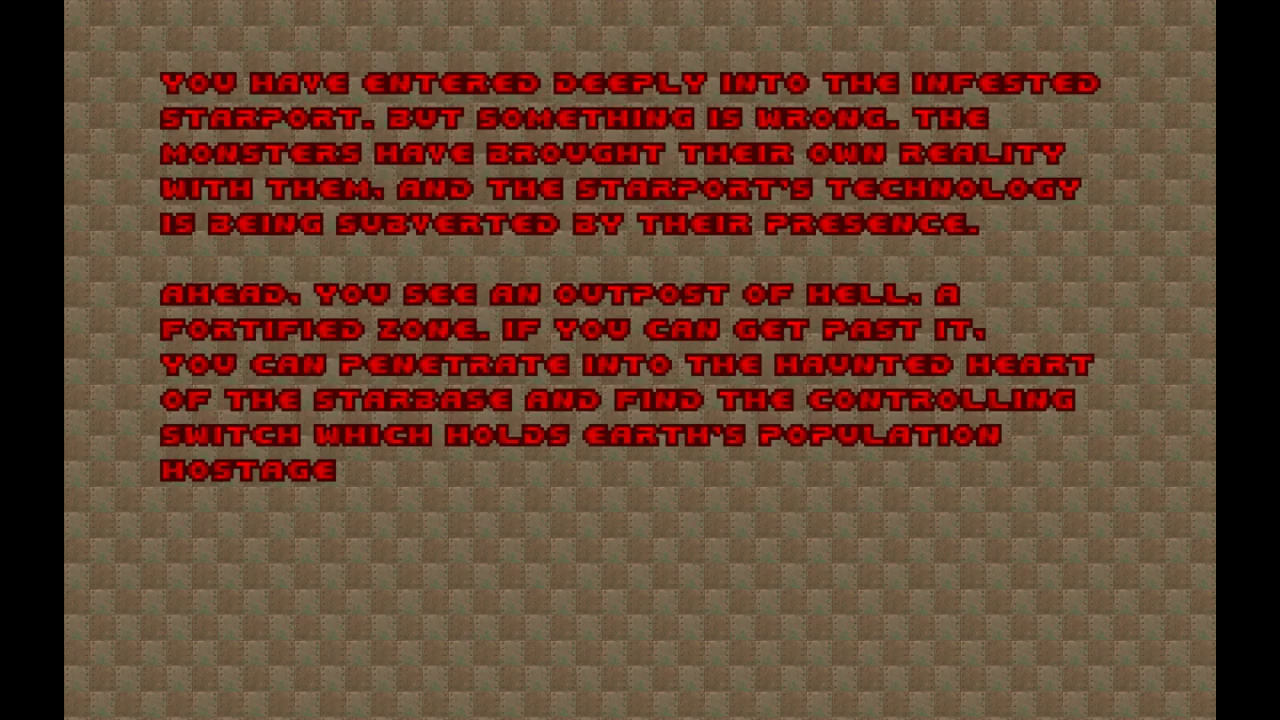 YOU HAVE ENTERED DEEPLY INTO THE INFESTED
STARPORT. BUT SOMETHING IS WRONG. THE
MONSTERS HAVE BROUGHT THEIR OWN REALITY
WITH THEM, AND THE STARPORT'S TECHNOLOGY
IS BEING SUBVERTED BY THEIR PRESENCE.
AHEAD, YOU SEE AN OUTPOST OF HELL, A
FORTIFIED ZONE. IF YOU CAN GET PAST IT,
YOU CAN PENETRATE INTO THE HAUNTED HEART
OF THE STARBASE AND FIND THE CONTROLLING
SWITCH WHICH HOLDS EARTH'S POPULATION
HOSTAGE